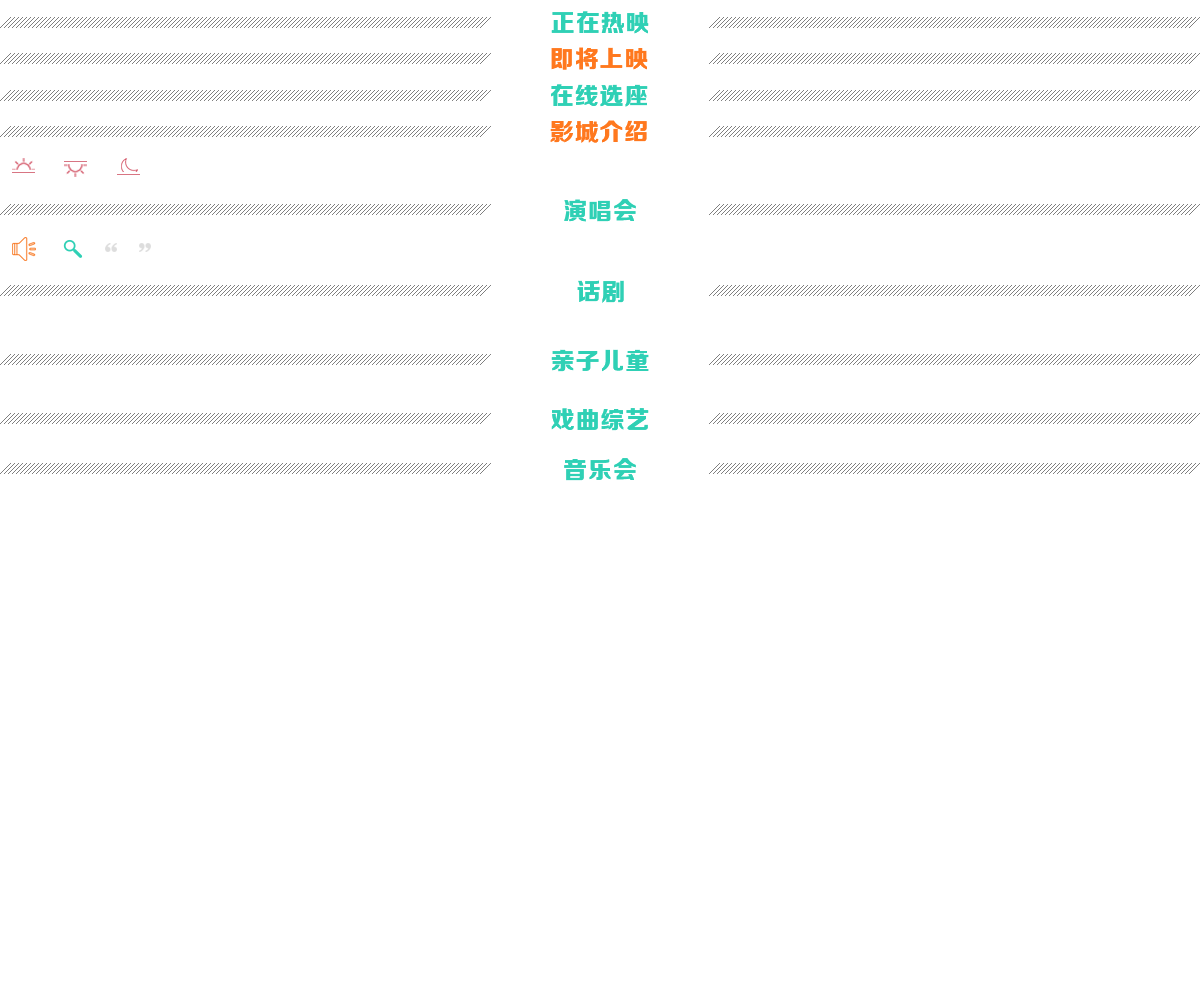 正在热映
即将上映
在线选座
影城介绍
演唱会
“ ”
话剧
亲子儿童
戏曲综艺
音乐会